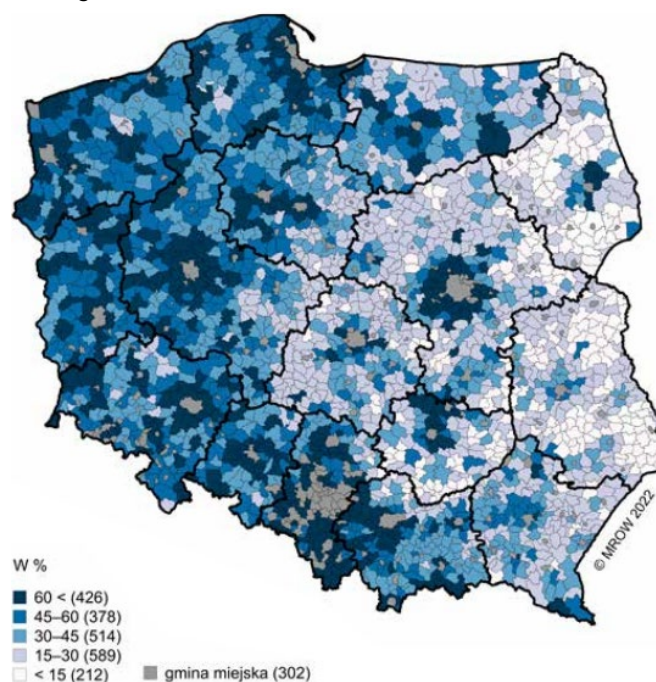 © MROW 2022
W %
60 < (426)
45–60 (378)
30–45 (514)
15–30 (589)
< 15 (212)
gmina miejska (302)